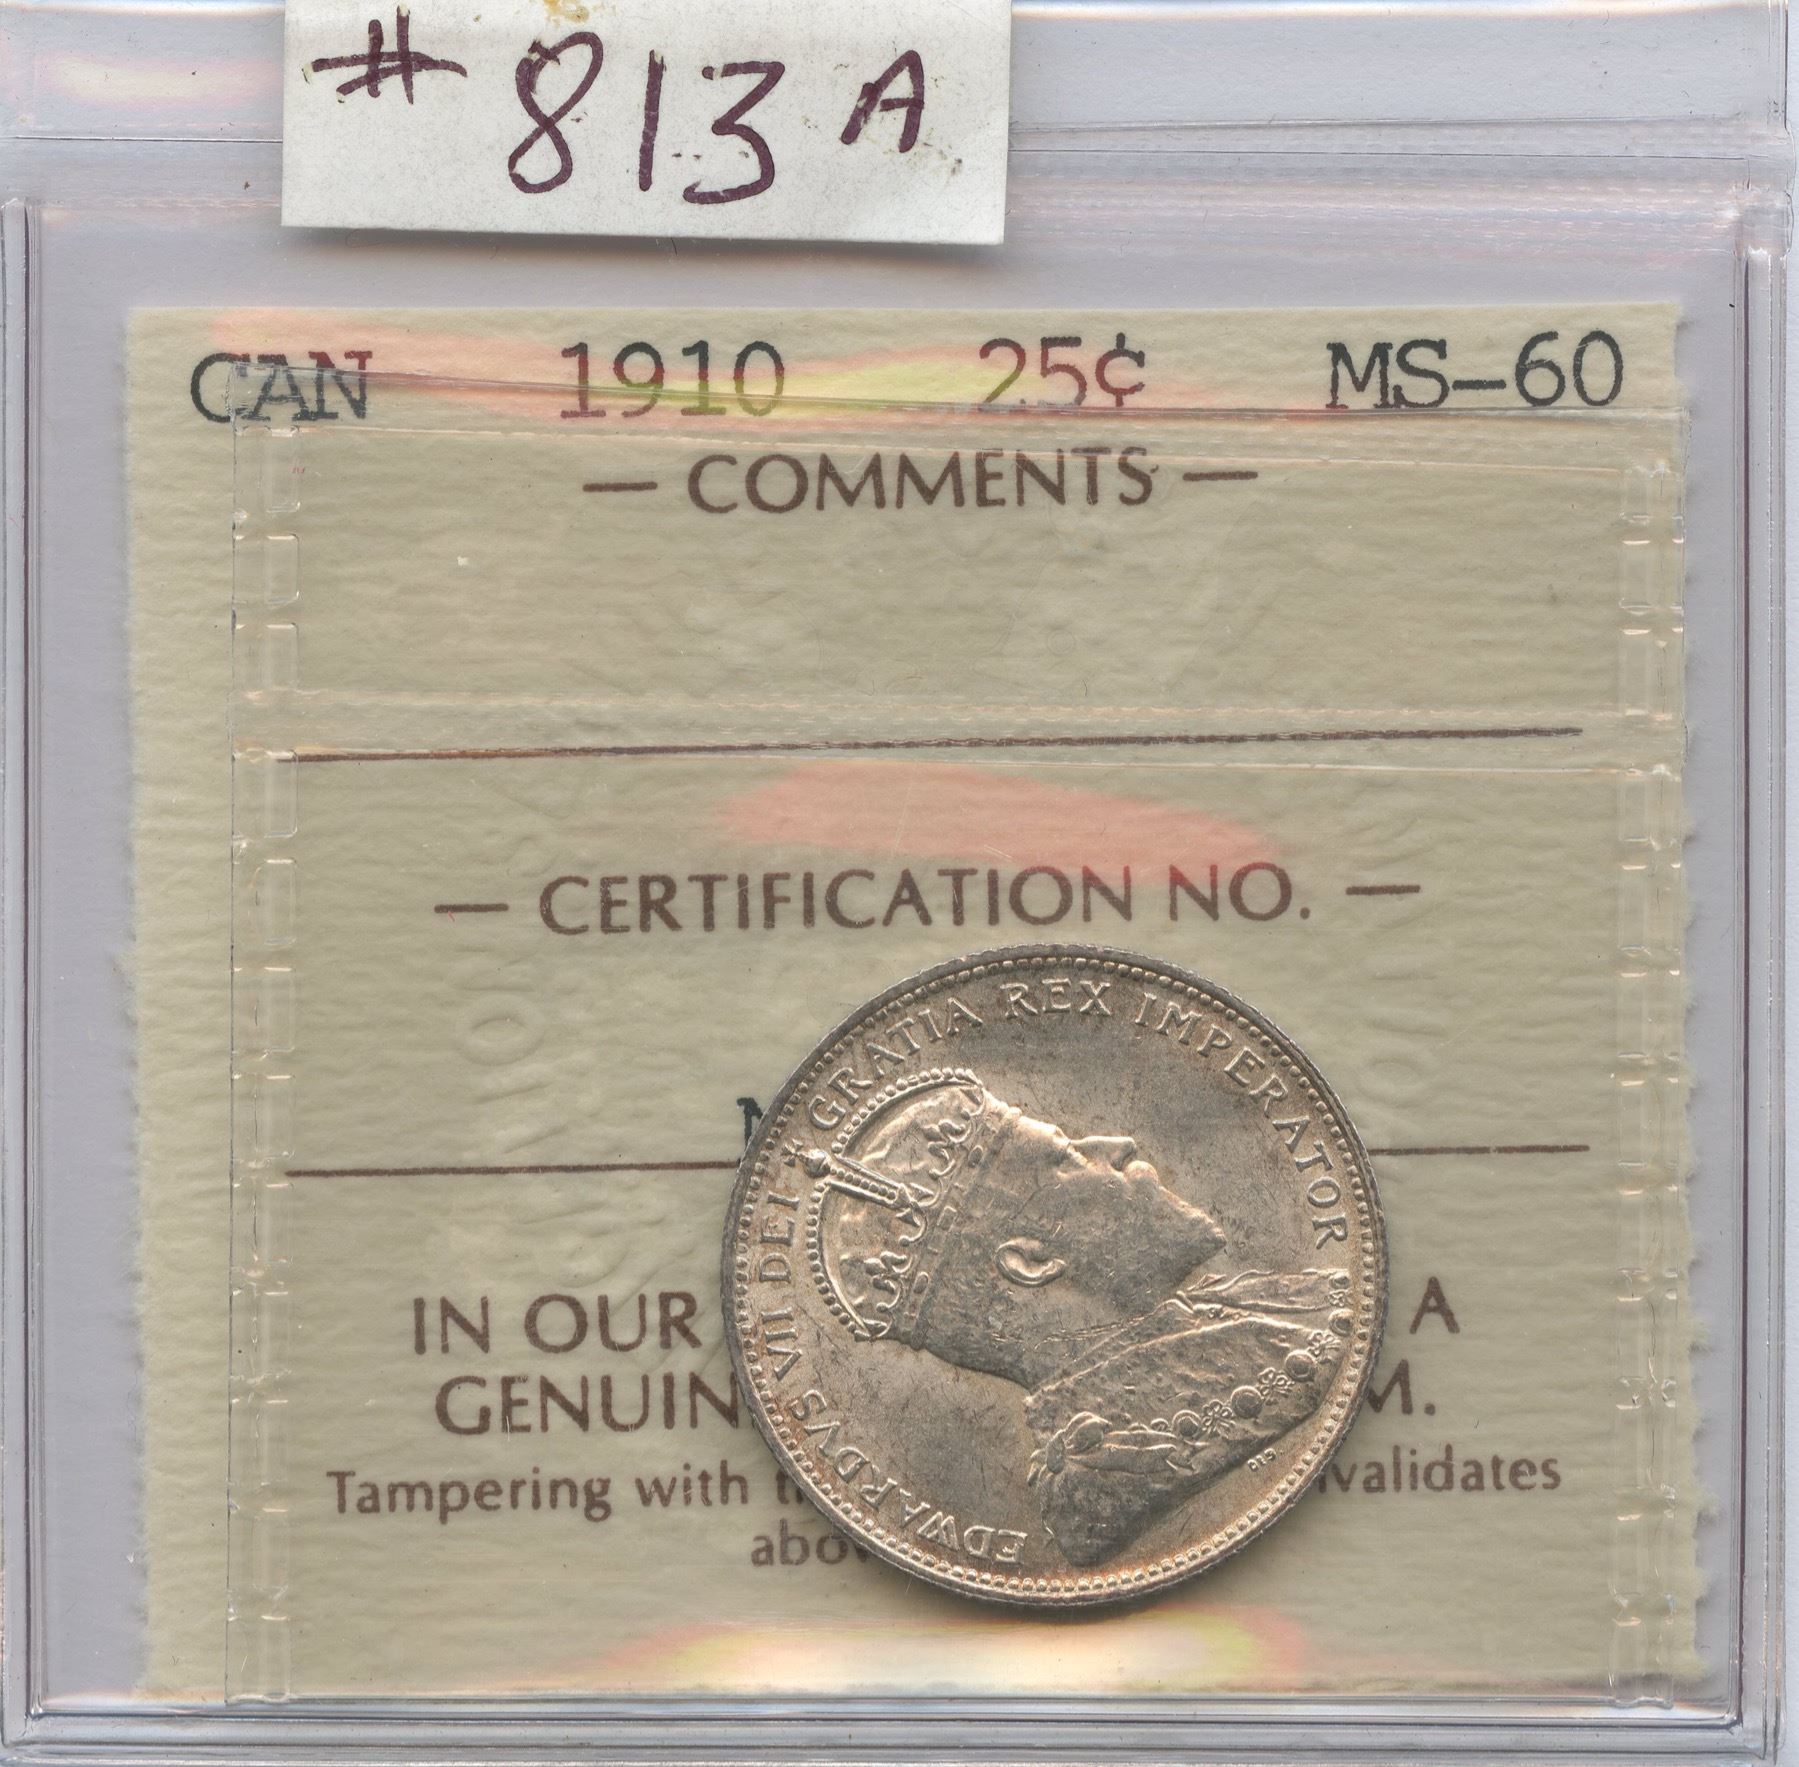 #813A
CAN 1910 25¢ MS-60
— COMMENTS —
— CERTIFICATION NO. —
IN OUR A
GENUIN M.
Tampering with validates
EDWARDVS VII DEI GRATIA REX IMPERATOR